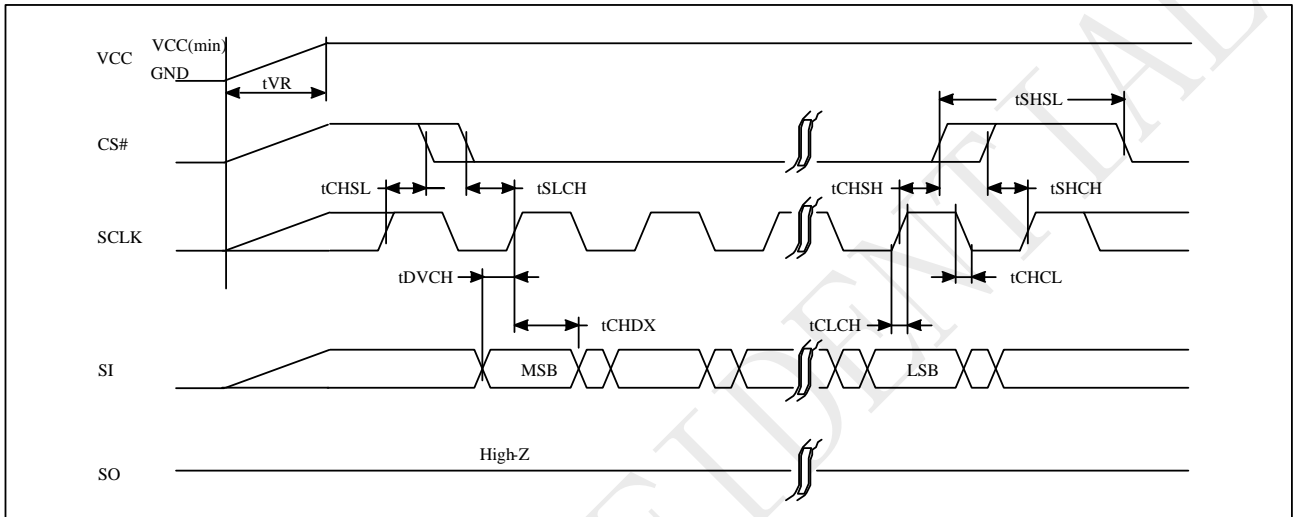 VCC
VCC(min)
GND
tVR
tSHSL
CS#
tCHSL
tSLCH
tCHSH
tSHCH
SCLK
tDVCH
tCHCL
tCHDX
tCLCH
SI
MSB
LSB
High-Z
SO